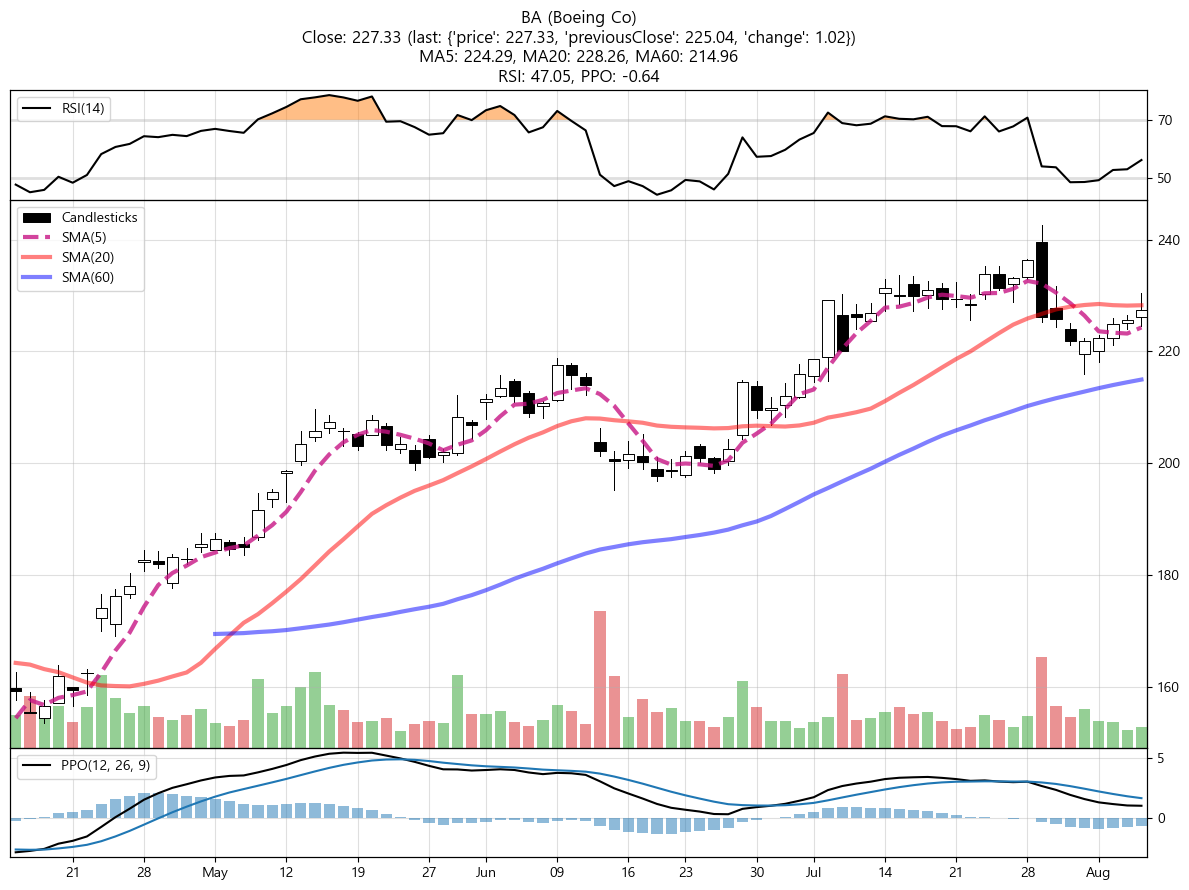 BA (Boeing Co)
Close: 227.33 (last: {'price': 227.33, 'previousClose': 225.04, 'change': 1.02})
MA5: 224.29, MA20: 228.26, MA60: 214.96
RSI: 47.05, PPO: -0.64
RSI(14)
70
50
Candlesticks
SMA(5)
SMA(20)
SMA(60)
240
220
200
180
160
PPO(12, 26, 9)
5
0
21 28 May 12 19 27 Jun 09 16 23 30 Jul 14 21 28 Aug